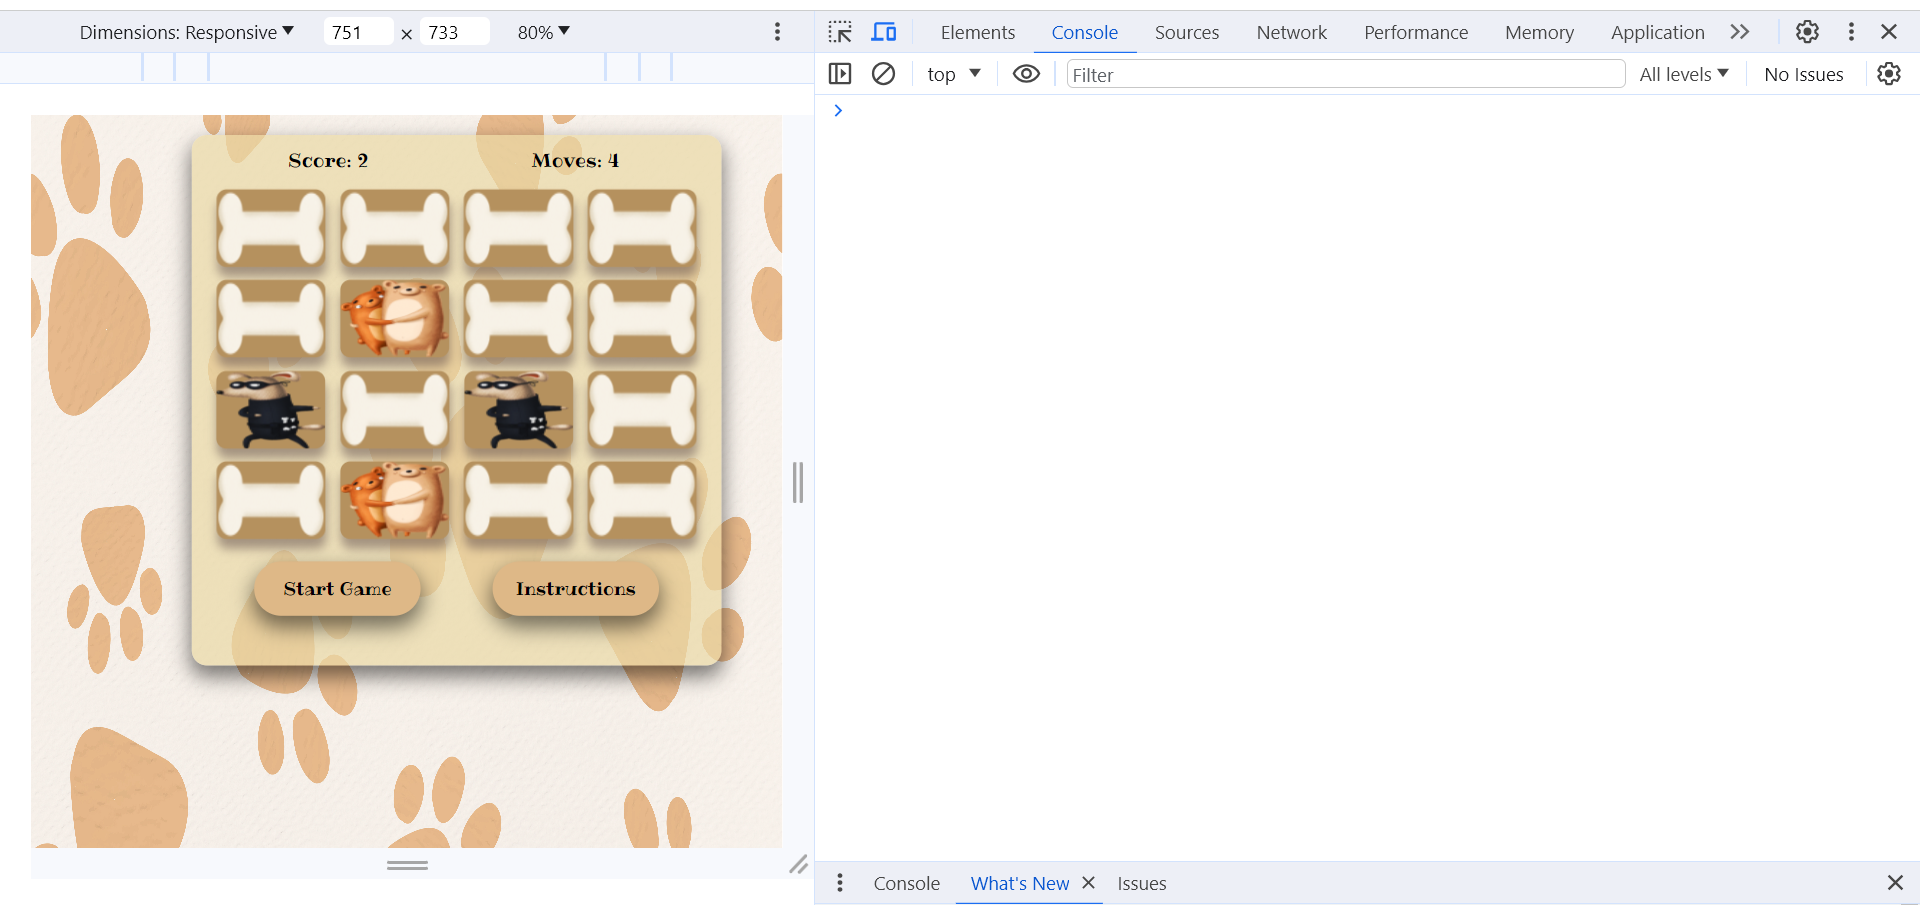 Dimensions: Responsive 751 × 733 80%
Elements Console Sources Network Performance Memory Application
top Filter All levels No Issues
Score: 2 Moves: 4
Start Game Instructions
Console What's New Issues